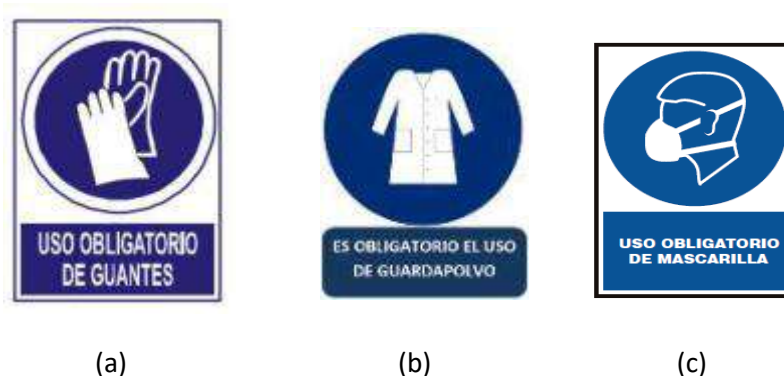 USO OBLIGATORIO
DE GUANTES
ES OBLIGATORIO EL USO
DE GUARDAPOLVO
USO OBLIGATORIO
DE MASCARILLA
(a)
(b)
(c)